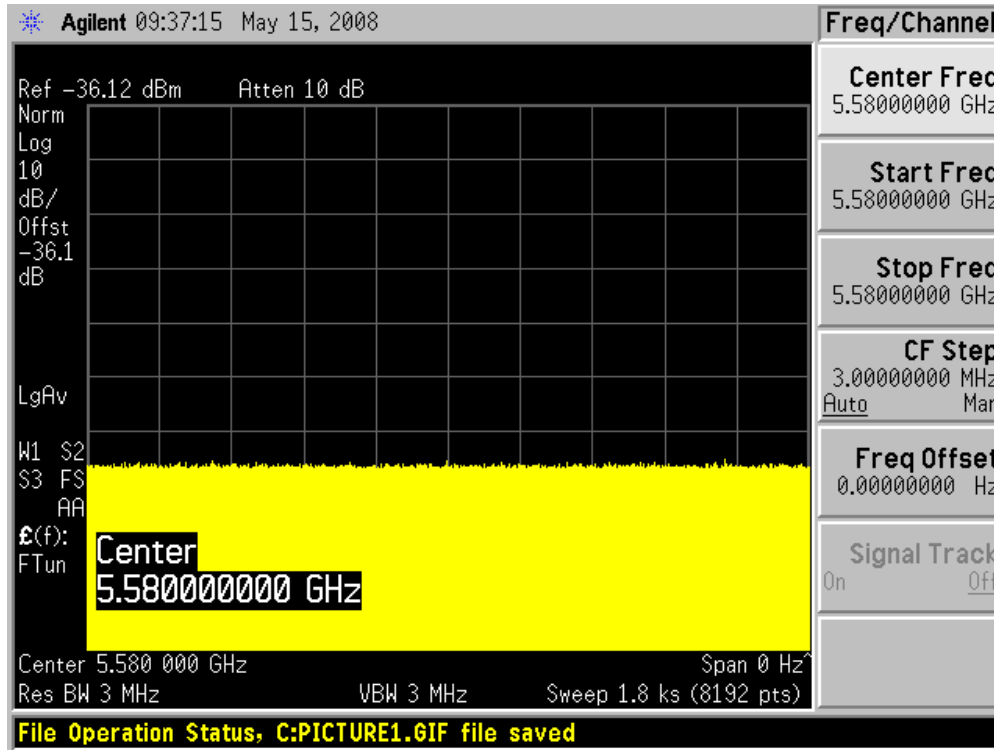 Agilent 09:37:15 May 15, 2008
Freq/Channel
Ref -36.12 dBm Atten 10 dB
Norm
Log
10
dB/
Offst
-36.1
dB
LgAv
W1 S2
S3 FS
AA
£(f):
FTun
Center
5.580000000 GHz
Center 5.580 000 GHz Span 0 Hz^
Res BW 3 MHz VBW 3 MHz Sweep 1.8 ks (8192 pts)
Center Freq
5.58000000 GHz
Start Freq
5.58000000 GHz
Stop Freq
5.58000000 GHz
CF Step
3.00000000 MHz
Auto Man
Freq Offset
0.00000000 Hz
Signal Track
On Off
File Operation Status, C:PICTURE1.GIF file saved